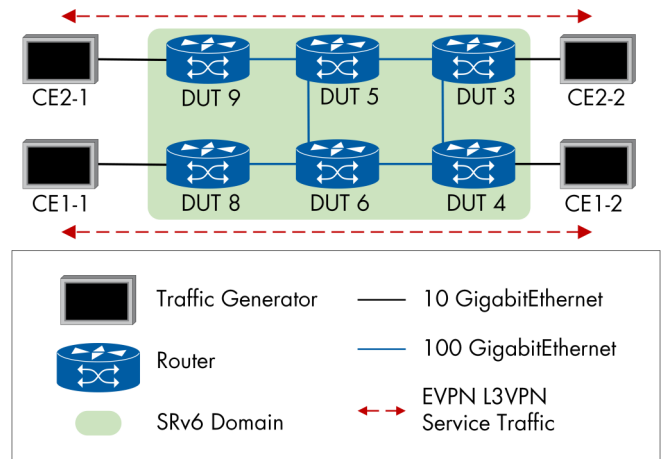 CE2-1
DUT 9
DUT 5
DUT 3
CE2-2
CE1-1
DUT 8
DUT 6
DUT 4
CE1-2
Traffic Generator
10 GigabitEthernet
Router
100 GigabitEthernet
SRv6 Domain
EVPN L3VPN
Service Traffic